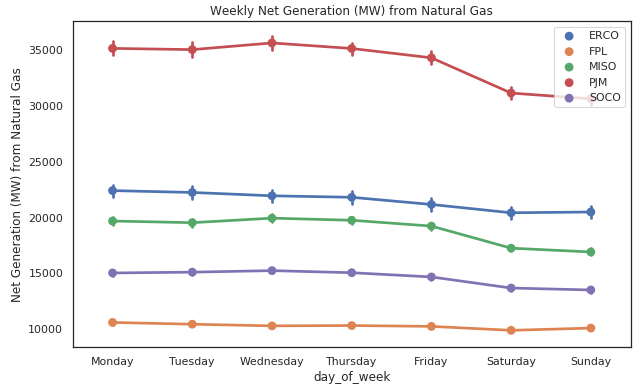 Weekly Net Generation (MW) from Natural Gas
ERCO
FPL
MISO
PJM
SOCO
Net Generation (MW) from Natural Gas
35000
30000
25000
20000
15000
10000
Monday Tuesday Wednesday Thursday Friday Saturday Sunday
day_of_week